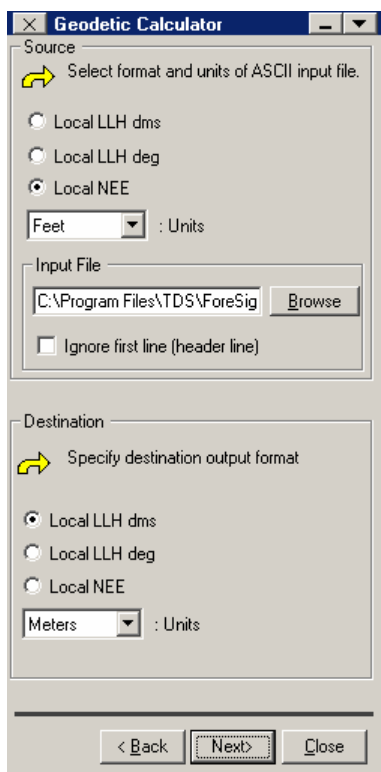 Geodetic Calculator
Source
Select format and units of ASCII input file.
Local LLH dms
Local LLH deg
Local NEE
Feet : Units
Input File
C:\Program Files\TDS\ForeSig Browse
Ignore first line (header line)
Destination
Specify destination output format
Local LLH dms
Local LLH deg
Local NEE
Meters : Units
< Back Next> Close